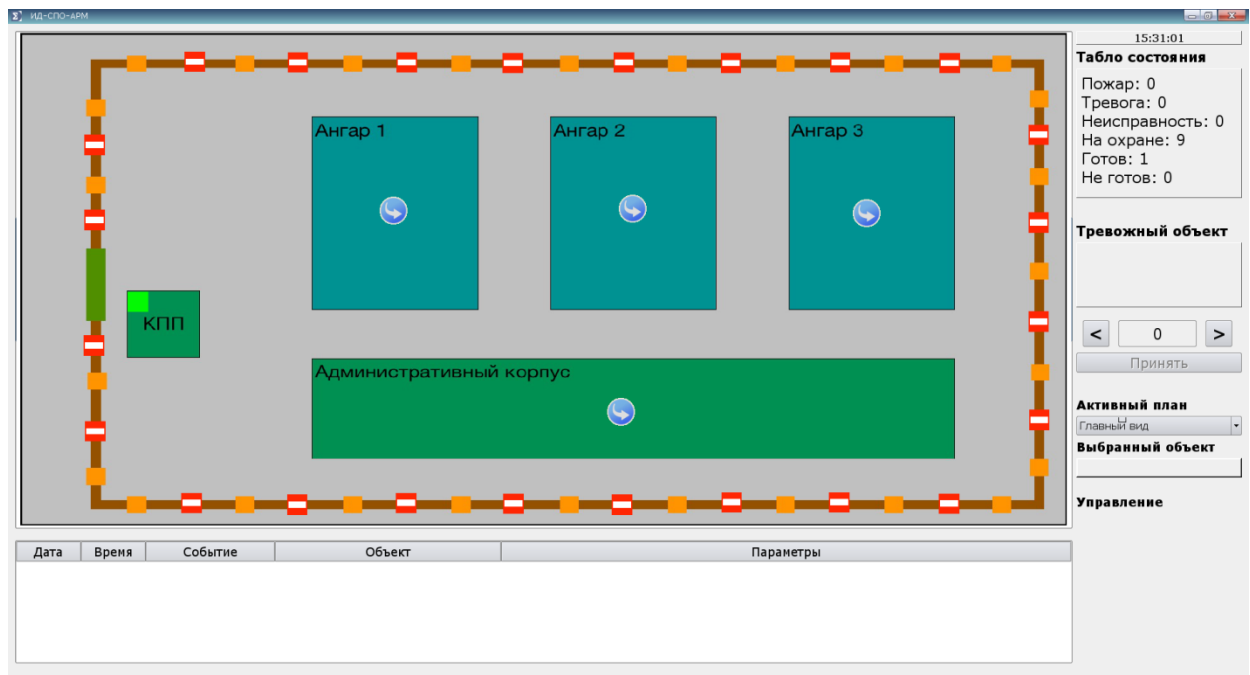 ИД-СПО-АРМ
15:31:01
Табло состояния
Пожар: 0
Тревога: 0
Неисправность: 0
На охране: 9
Готов: 1
Не готов: 0
Тревожный объект
< 0 >
Принять
Активный план
Главный вид
Выбранный объект
Управление
Ангар 1
Ангар 2
Ангар 3
КПП
Административный корпус
Дата Время Событие Объект Параметры